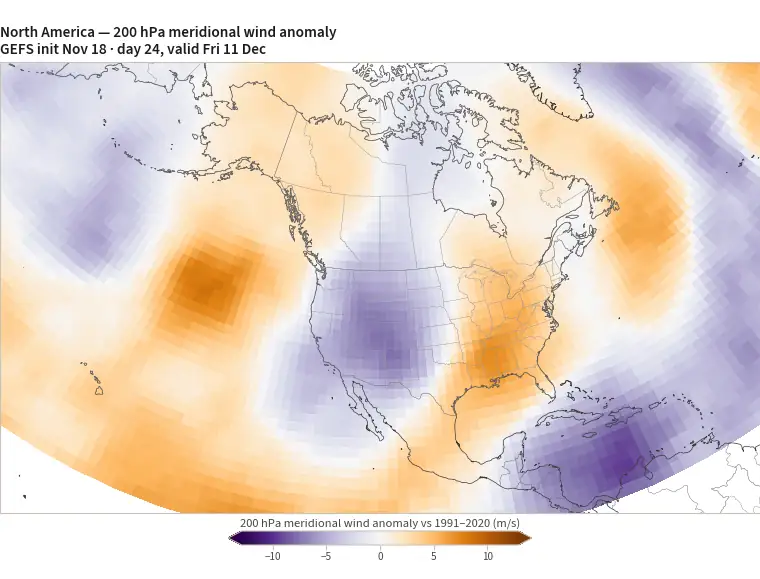 North America — 200 hPa meridional wind anomaly
GEFS init Nov 18 · day 24, valid Fri 11 Dec
200 hPa meridional wind anomaly vs 1991–2020 (m/s)
−10 −5 0 5 10